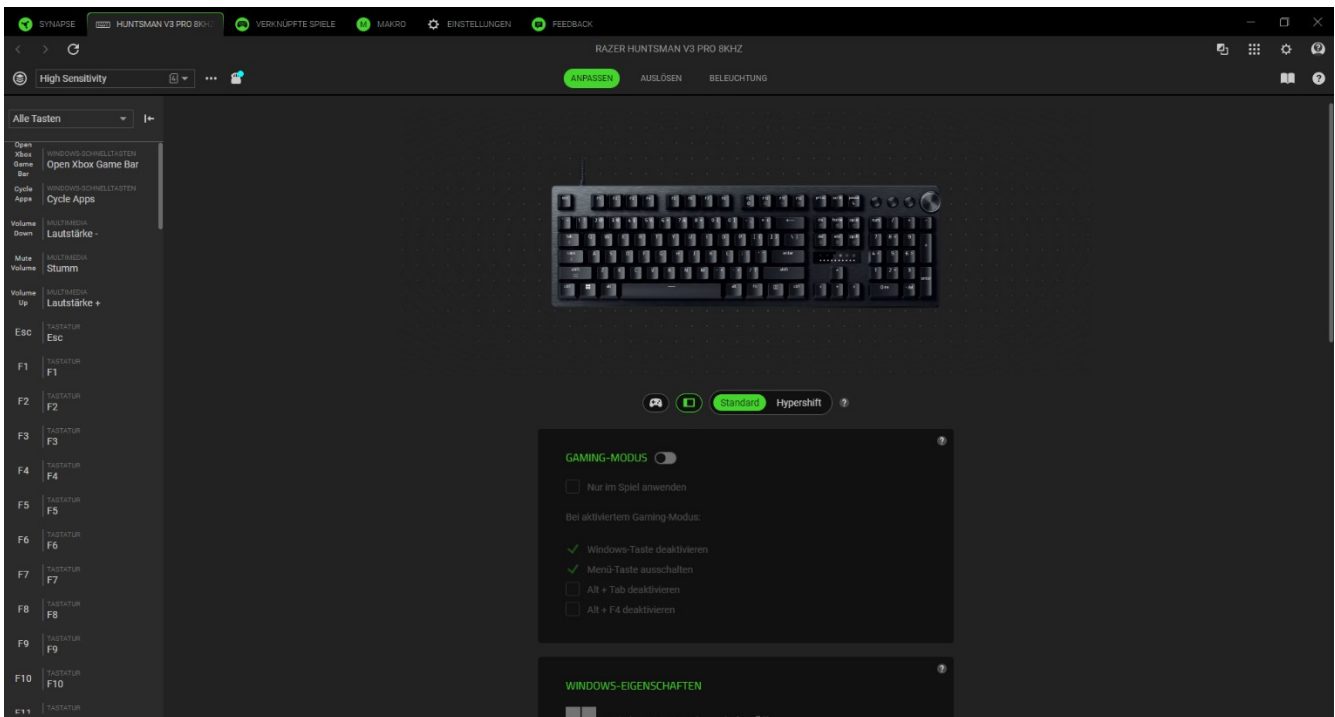 SYNAPSE
HUNTSMAN V3 PRO 8KHZ
VERKNÜPFTE SPIELE
MAKRO
EINSTELLUNGEN
FEEDBACK
RAZER HUNTSMAN V3 PRO 8KHZ
High Sensitivity
ANPASSEN
AUSLÖSEN
BELEUCHTUNG
Alle Tasten
Open
Xbox
Game
Bar
WINDOWS-SCHNELLTASTEN
Open Xbox Game Bar
Cycle
Apps
WINDOWS-SCHNELLTASTEN
Cycle Apps
Volume
Down
MULTIMEDIA
Lautstärke -
Mute
Volume
MULTIMEDIA
Stumm
Volume
Up
MULTIMEDIA
Lautstärke +
Esc
TASTATUR
Esc
F1
TASTATUR
F1
F2
TASTATUR
F2
F3
TASTATUR
F3
F4
TASTATUR
F4
F5
TASTATUR
F5
F6
TASTATUR
F6
F7
TASTATUR
F7
F8
TASTATUR
F8
F9
TASTATUR
F9
F10
TASTATUR
F10
F11
TASTATUR
Standard
Hypershift
GAMING-MODUS
Nur im Spiel anwenden
Bei aktiviertem Gaming-Modus:
Windows-Taste deaktivieren
Menü-Taste ausschalten
Alt + Tab deaktivieren
Alt + F4 deaktivieren
WINDOWS-EIGENSCHAFTEN